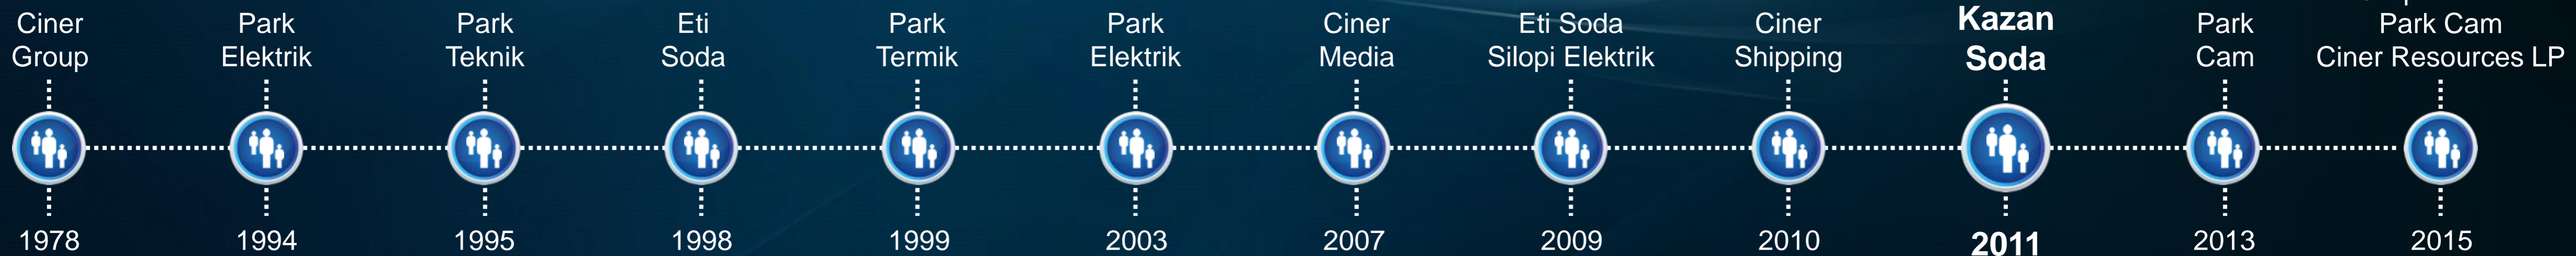 Ciner
Group
Park
Elektrik
Park
Teknik
Eti
Soda
Park
Termik
Park
Elektrik
Ciner
Media
Eti Soda
Silopi Elektrik
Ciner
Shipping
Kazan
Soda
Park
Cam
Park Cam
Ciner Resources LP
1978
1994
1995
1998
1999
2003
2007
2009
2010
2011
2013
2015